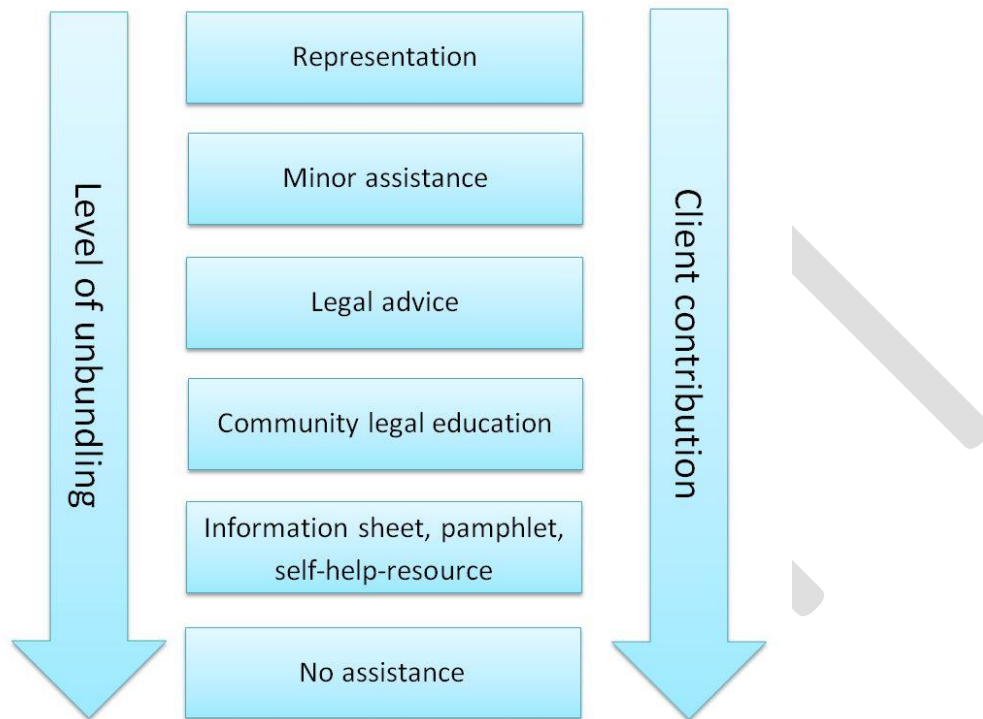 Representation
Minor assistance
Legal advice
Community legal education
Information sheet, pamphlet,
self-help-resource
No assistance
Level of unbundling
Client contribution